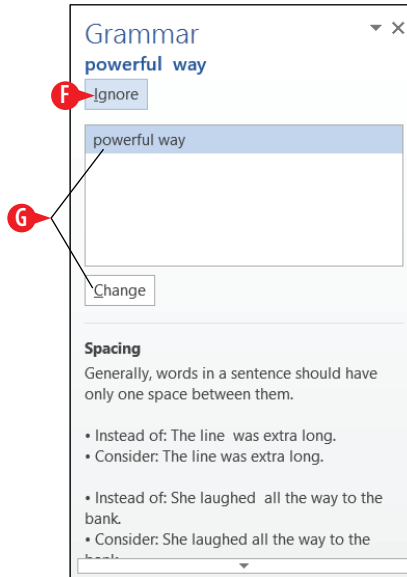 Grammar
powerful  way
F Ignore
powerful way
G
Change
Spacing
Generally, words in a sentence should have
only one space between them.
• Instead of: The line  was extra long.
• Consider: The line was extra long.
• Instead of: She laughed  all the way to the
bank.
• Consider: She laughed all the way to the